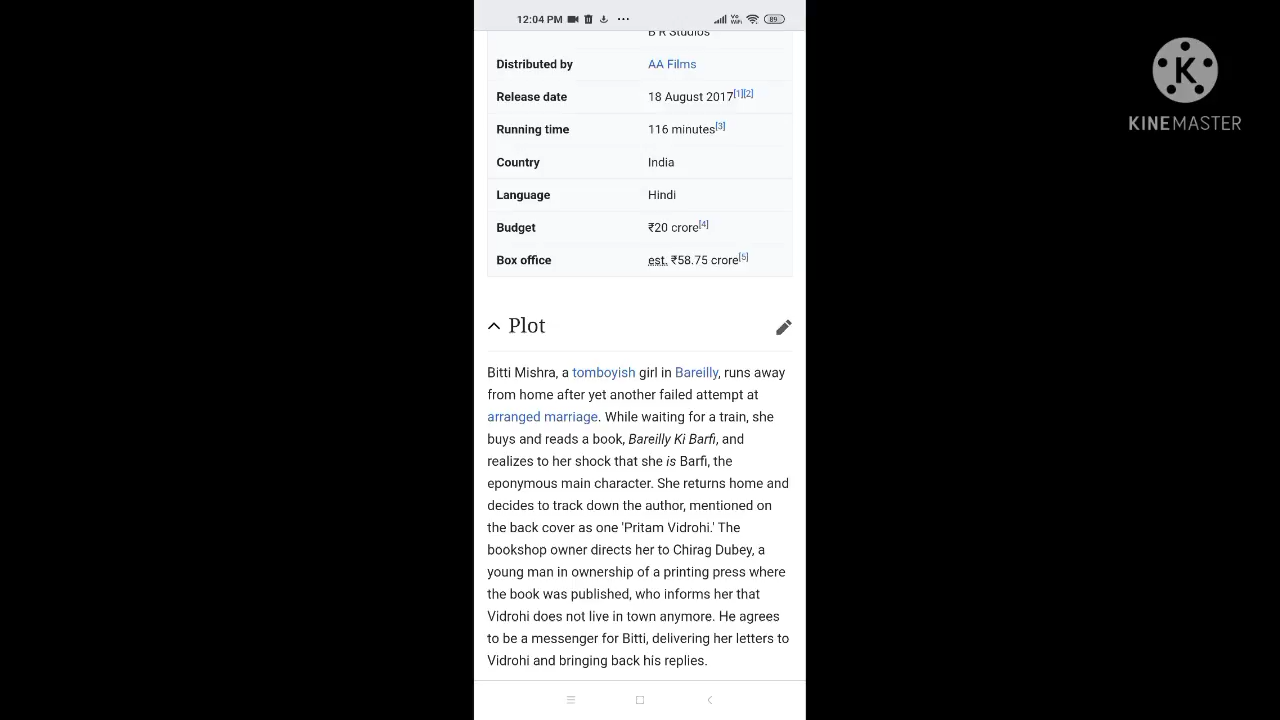 12:04 PM
Vo WiFi
89
B R Studios
Distributed by AA Films
Release date 18 August 2017[1][2]
Running time 116 minutes[3]
Country India
Language Hindi
Budget ₹20 crore[4]
Box office est. ₹58.75 crore[5]
Plot
Bitti Mishra, a tomboyish girl in Bareilly, runs away
from home after yet another failed attempt at
arranged marriage. While waiting for a train, she
buys and reads a book, Bareilly Ki Barfi, and
realizes to her shock that she is Barfi, the
eponymous main character. She returns home and
decides to track down the author, mentioned on
the back cover as one 'Pritam Vidrohi.' The
bookshop owner directs her to Chirag Dubey, a
young man in ownership of a printing press where
the book was published, who informs her that
Vidrohi does not live in town anymore. He agrees
to be a messenger for Bitti, delivering her letters to
Vidrohi and bringing back his replies.
K
KINEMASTER